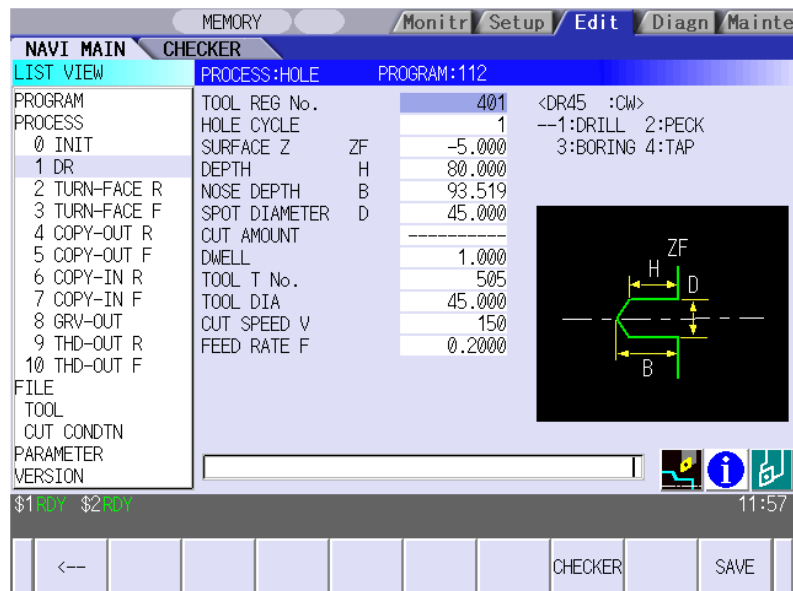 MEMORY Monitr Setup Edit Diagn Mainte
NAVI MAIN CHECKER
LIST VIEW PROCESS:HOLE PROGRAM:112
PROGRAM
PROCESS
0 INIT
1 DR
2 TURN-FACE R
3 TURN-FACE F
4 COPY-OUT R
5 COPY-OUT F
6 COPY-IN R
7 COPY-IN F
8 GRV-OUT
9 THD-OUT R
10 THD-OUT F
FILE
TOOL
CUT CONDTN
PARAMETER
VERSION
TOOL REG No. 401
HOLE CYCLE 1
SURFACE Z ZF -5.000
DEPTH H 80.000
NOSE DEPTH B 93.519
SPOT DIAMETER D 45.000
CUT AMOUNT ----------
DWELL 1.000
TOOL T No. 505
TOOL DIA 45.000
CUT SPEED V 150
FEED RATE F 0.2000
<DR45 :CW>
--1:DRILL 2:PECK
3:BORING 4:TAP
ZF
H
D
B
i
$1 RDY $2 RDY 11:57
<-- CHECKER SAVE